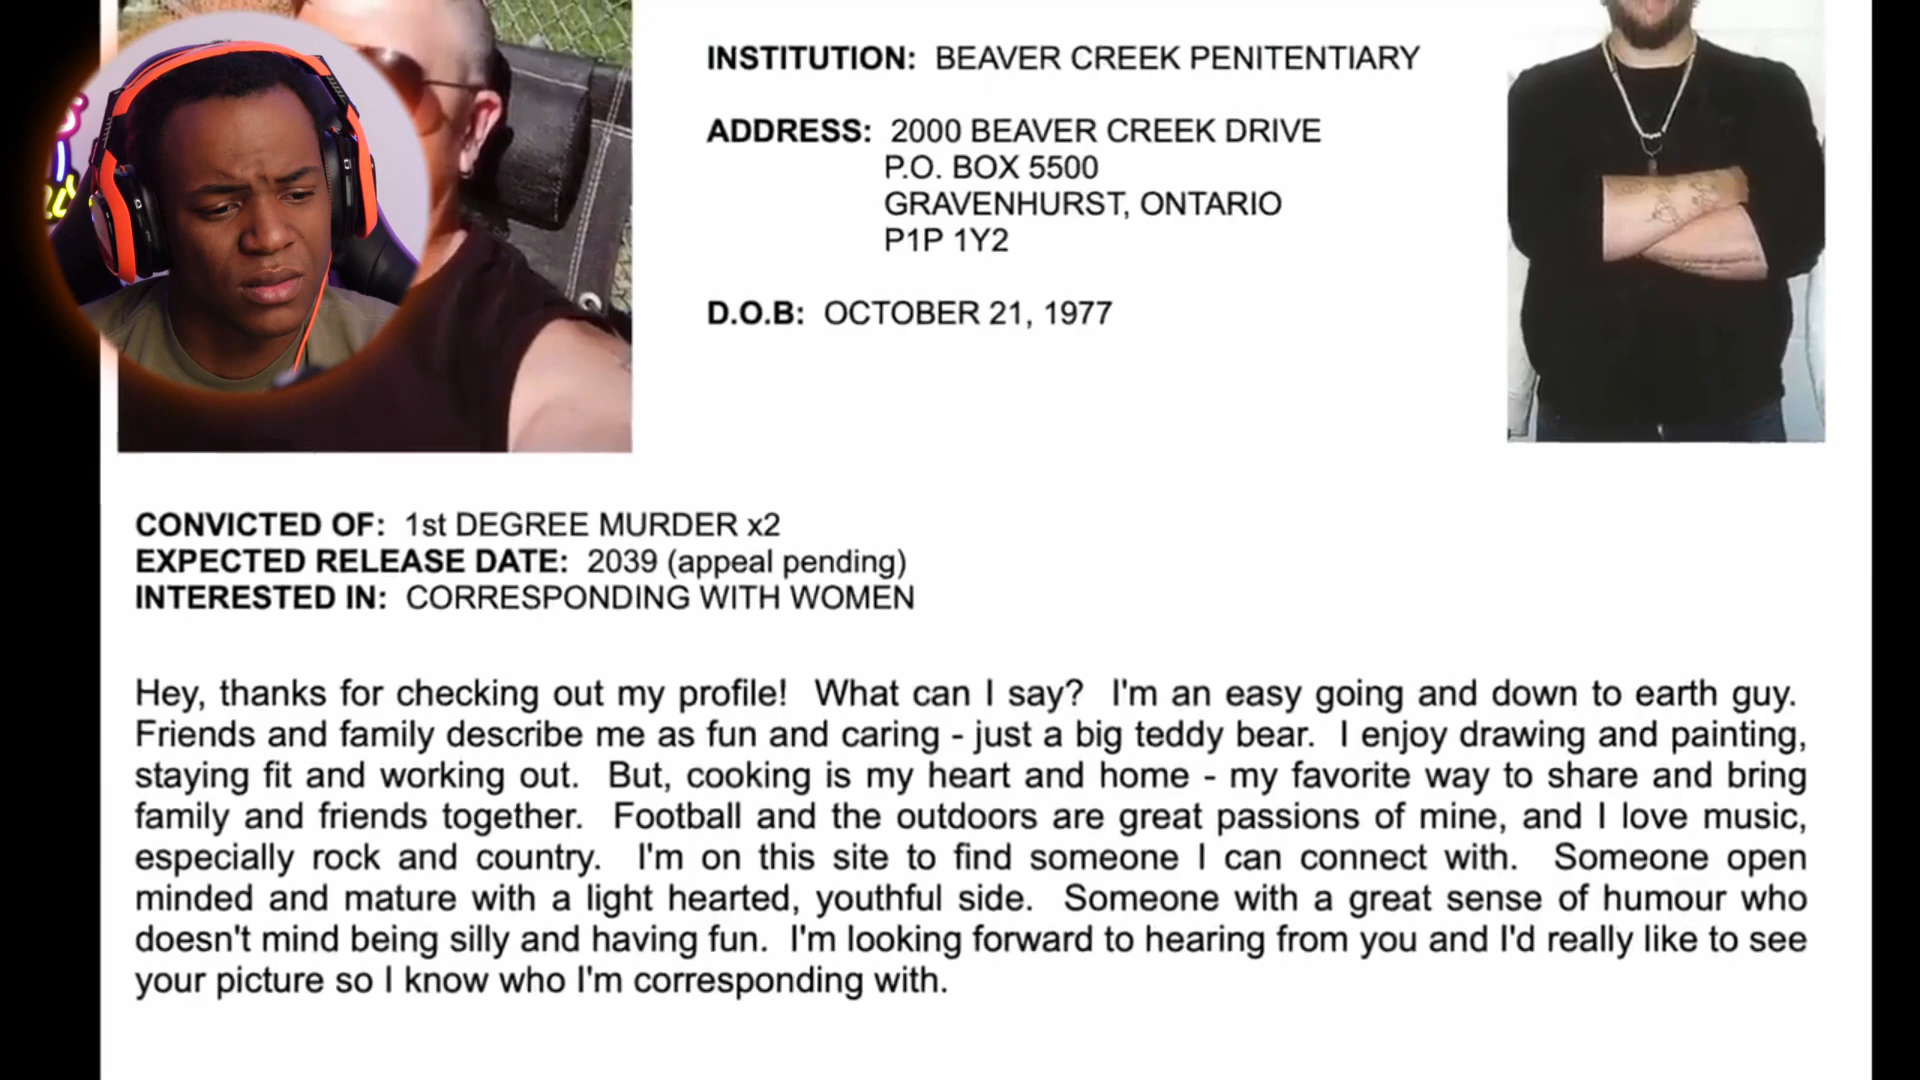 INSTITUTION: BEAVER CREEK PENITENTIARY
ADDRESS: 2000 BEAVER CREEK DRIVE
P.O. BOX 5500
GRAVENHURST, ONTARIO
P1P 1Y2
D.O.B: OCTOBER 21, 1977
CONVICTED OF: 1st DEGREE MURDER x2
EXPECTED RELEASE DATE: 2039 (appeal pending)
INTERESTED IN: CORRESPONDING WITH WOMEN
Hey, thanks for checking out my profile! What can I say? I'm an easy going and down to earth guy.
Friends and family describe me as fun and caring - just a big teddy bear. I enjoy drawing and painting,
staying fit and working out. But, cooking is my heart and home - my favorite way to share and bring
family and friends together. Football and the outdoors are great passions of mine, and I love music,
especially rock and country. I'm on this site to find someone I can connect with. Someone open
minded and mature with a light hearted, youthful side. Someone with a great sense of humour who
doesn't mind being silly and having fun. I'm looking forward to hearing from you and I'd really like to see
your picture so I know who I'm corresponding with.